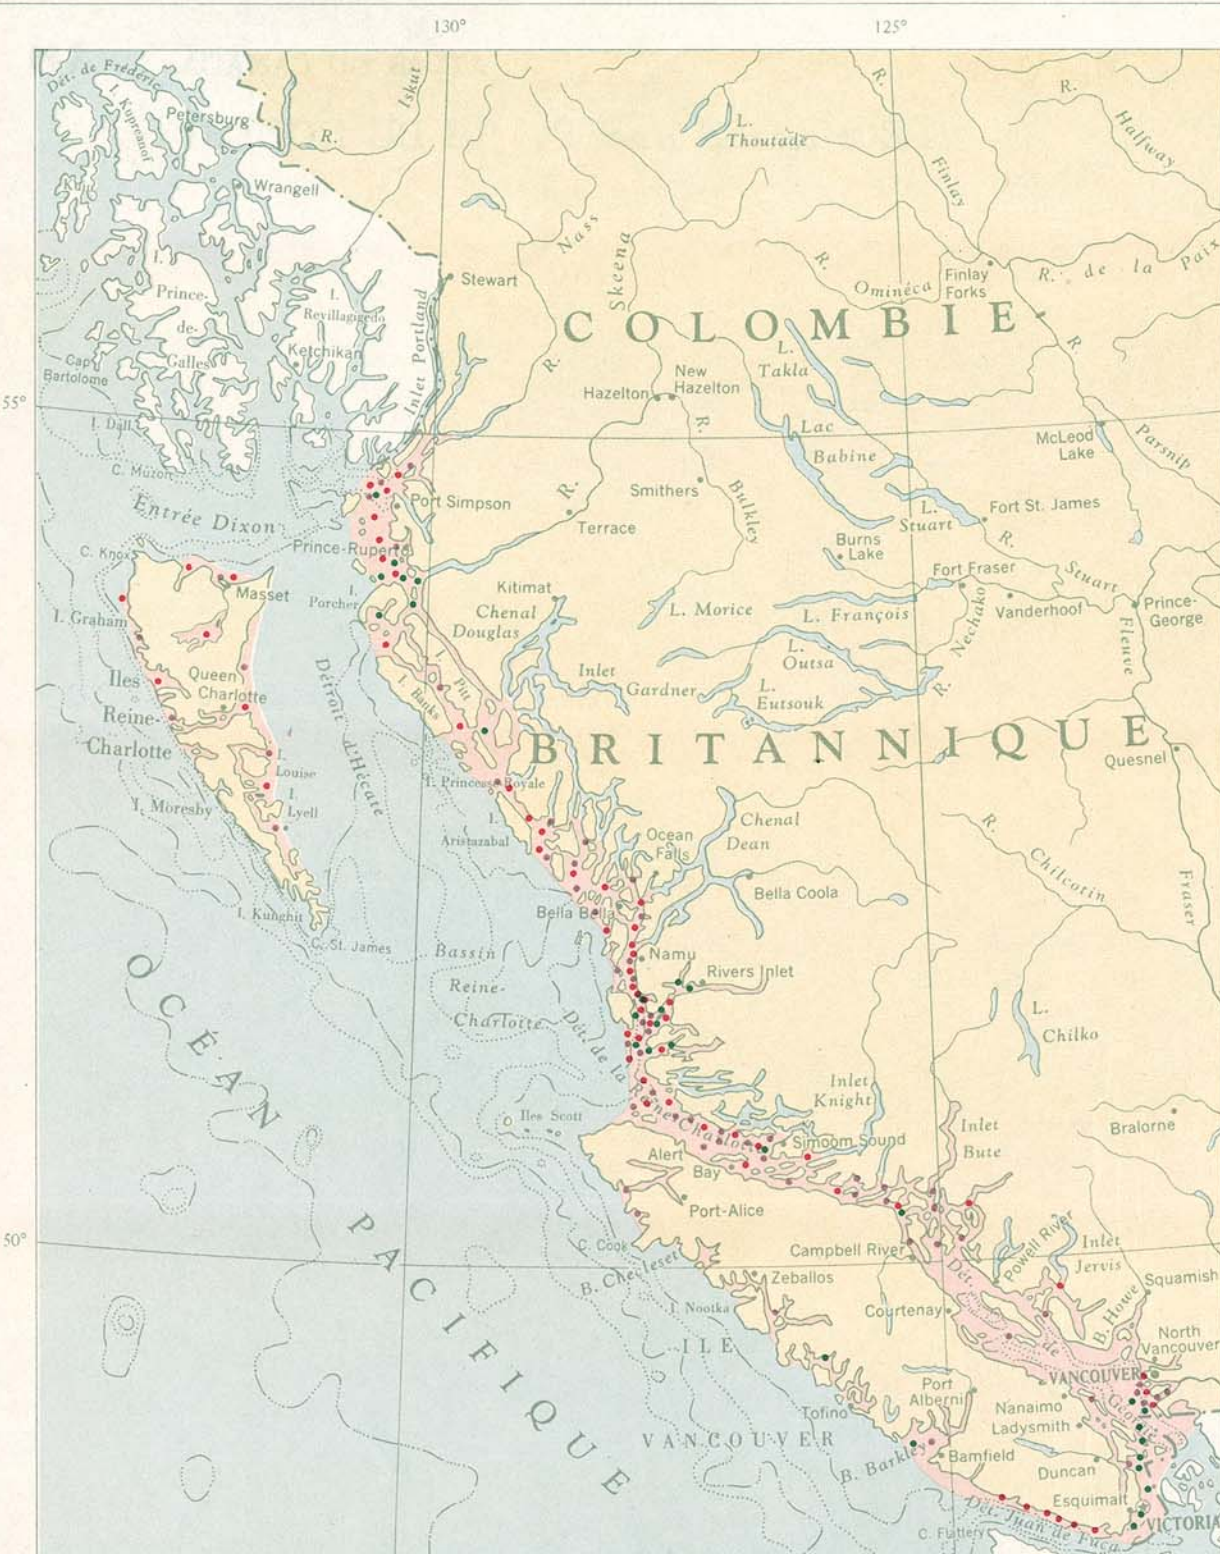 130°
125°
Dét. de Frédéric
I. Kupreanof
Petersburg
Kuiu
Wrangell
R.
Iskut
L.
Thoutade
R.
Finlay
R.
Halfway
Nass
R.
Skeena
R.
Ominéca
Finlay
Forks
R. de la Paix
Stewart
I.
Prince-
de-
Galles
I.
Revillagigedo
Ketchikan
Inlet Portland
Cap
Bartolome
COLOMBIE-
L.
Takla
New
Hazelton
Hazelton
R.
55°
I. Dall
C. Muzon
R.
Bulkley
Lac
Babine
McLeod
Lake
Parsnip
Smithers
Port Simpson
Entrée Dixon
R.
Terrace
L.
Stuart
Fort St. James
R.
Stuart
Burns
Lake
C. Knox
Prince-Rupert
Masset
I.
Porcher
Kitimat
Chenal
Douglas
L. Morice
L. François
Fort Fraser
Vanderhoof
Prince-
George
I. Graham
Nechako
R.
Fleuve
Iles
Reine-
Charlotte
Queen
Charlotte
I. Pitt
I. Banks
Inlet
Gardner
L.
Outsa
L.
Eutsouk
Détroit d'Hécate
BRITANNIQUE
Quesnel
I.
Louise
I.
Lyell
I. Moresby
I. Princesse Royale
I.
Aristazabal
Ocean
Falls
Chenal
Dean
R.
Chilcotin
Fraser
I. Kunghit
C. St. James
Bella Bella
Bella Coola
Bassin
Reine-
Charlotte
Namu
Rivers Inlet
Dét. de la Reine-Charlotte
L.
Chilko
OCÉAN
PACIFIQUE
Iles Scott
Inlet
Knight
Simoom Sound
Inlet
Bute
Bralorne
Alert
Bay
Port-Alice
50°
C. Cook
B. Checleset
Campbell River
Powell River
Inlet
Jervis
Squamish
Zeballos
Courtenay
B. Howe
I. Nootka
ILE
VANCOUVER
North
Vancouver
VANCOUVER
Dét. de Georgie
Tofino
Port
Alberni
Nanaimo
Ladysmith
B. Barkley
Bamfield
Duncan
Esquimalt
VICTORIA
Dét. Juan de Fuca
C. Flattery